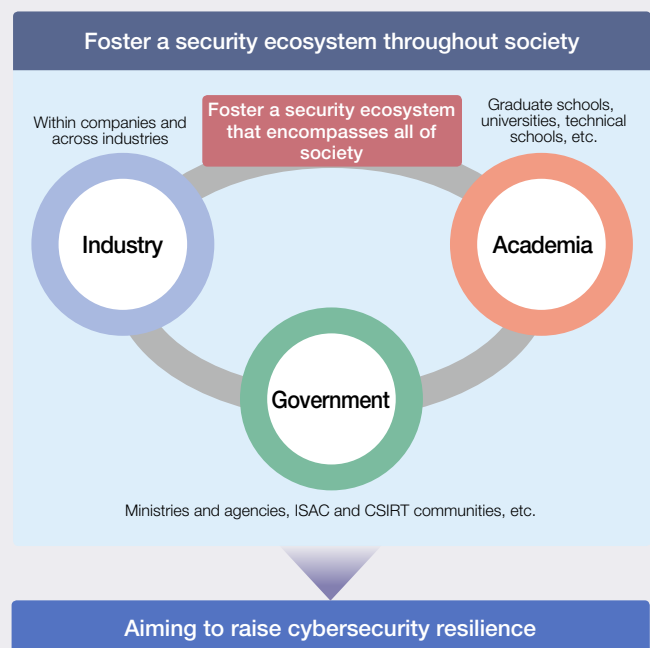 Foster a security ecosystem throughout society
Within companies and
across industries
Foster a security ecosystem
that encompasses all of
society
Graduate schools,
universities, technical
schools, etc.
Industry
Academia
Government
Ministries and agencies, ISAC and CSIRT communities, etc.
Aiming to raise cybersecurity resilience